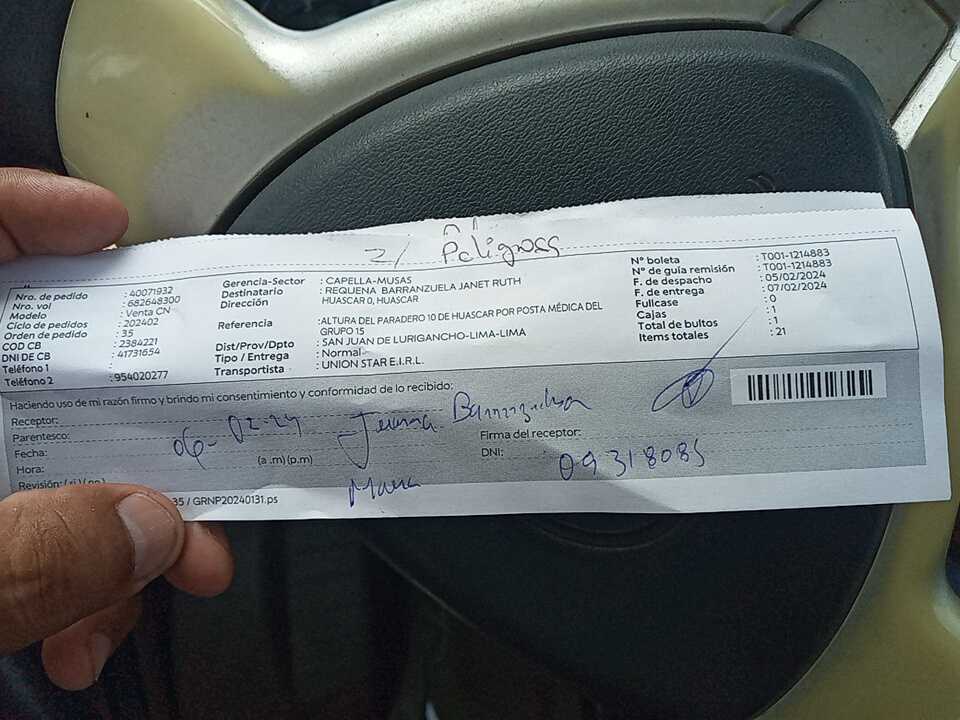 2/ Peligross
Nro. de pedido : 40071932
Nro. vol : 682648300
Modelo : Venta CN
Ciclo de pedidos : 202402
Orden de pedido : 35
COD CB : 2384221
DNI DE CB : 41731654
Teléfono 1 :
Teléfono 2 : 954020277
Gerencia-Sector : CAPELLA-MUSAS
Destinatario : REQUENA BARRANZUELA JANET RUTH
Dirección HUASCAR 0, HUASCAR
Referencia :ALTURA DEL PARADERO 10 DE HUASCAR POR POSTA MÉDICA DEL
GRUPO 15
Dist/Prov/Dpto : SAN JUAN DE LURIGANCHO-LIMA-LIMA
Tipo / Entrega : Normal
Transportista : UNION STAR E.I.R.L.
N° boleta : T001-1214883
N° de guía remisión : T001-1214883
F. de despacho : 05/02/2024
F. de entrega : 07/02/2024
Fullcase : 0
Cajas : 1
Total de bultos : 1
Items totales : 21
Haciendo uso de mi razón firmo y brindo mi consentimiento y conformidad de lo recibido:
Receptor: Barranzuela
Parentesco:
Fecha: 06-02-24
Firma del receptor:
Hora: (a .m) (p.m)
DNI: 09318085
Revisión:
35 / GRNP20240131.ps